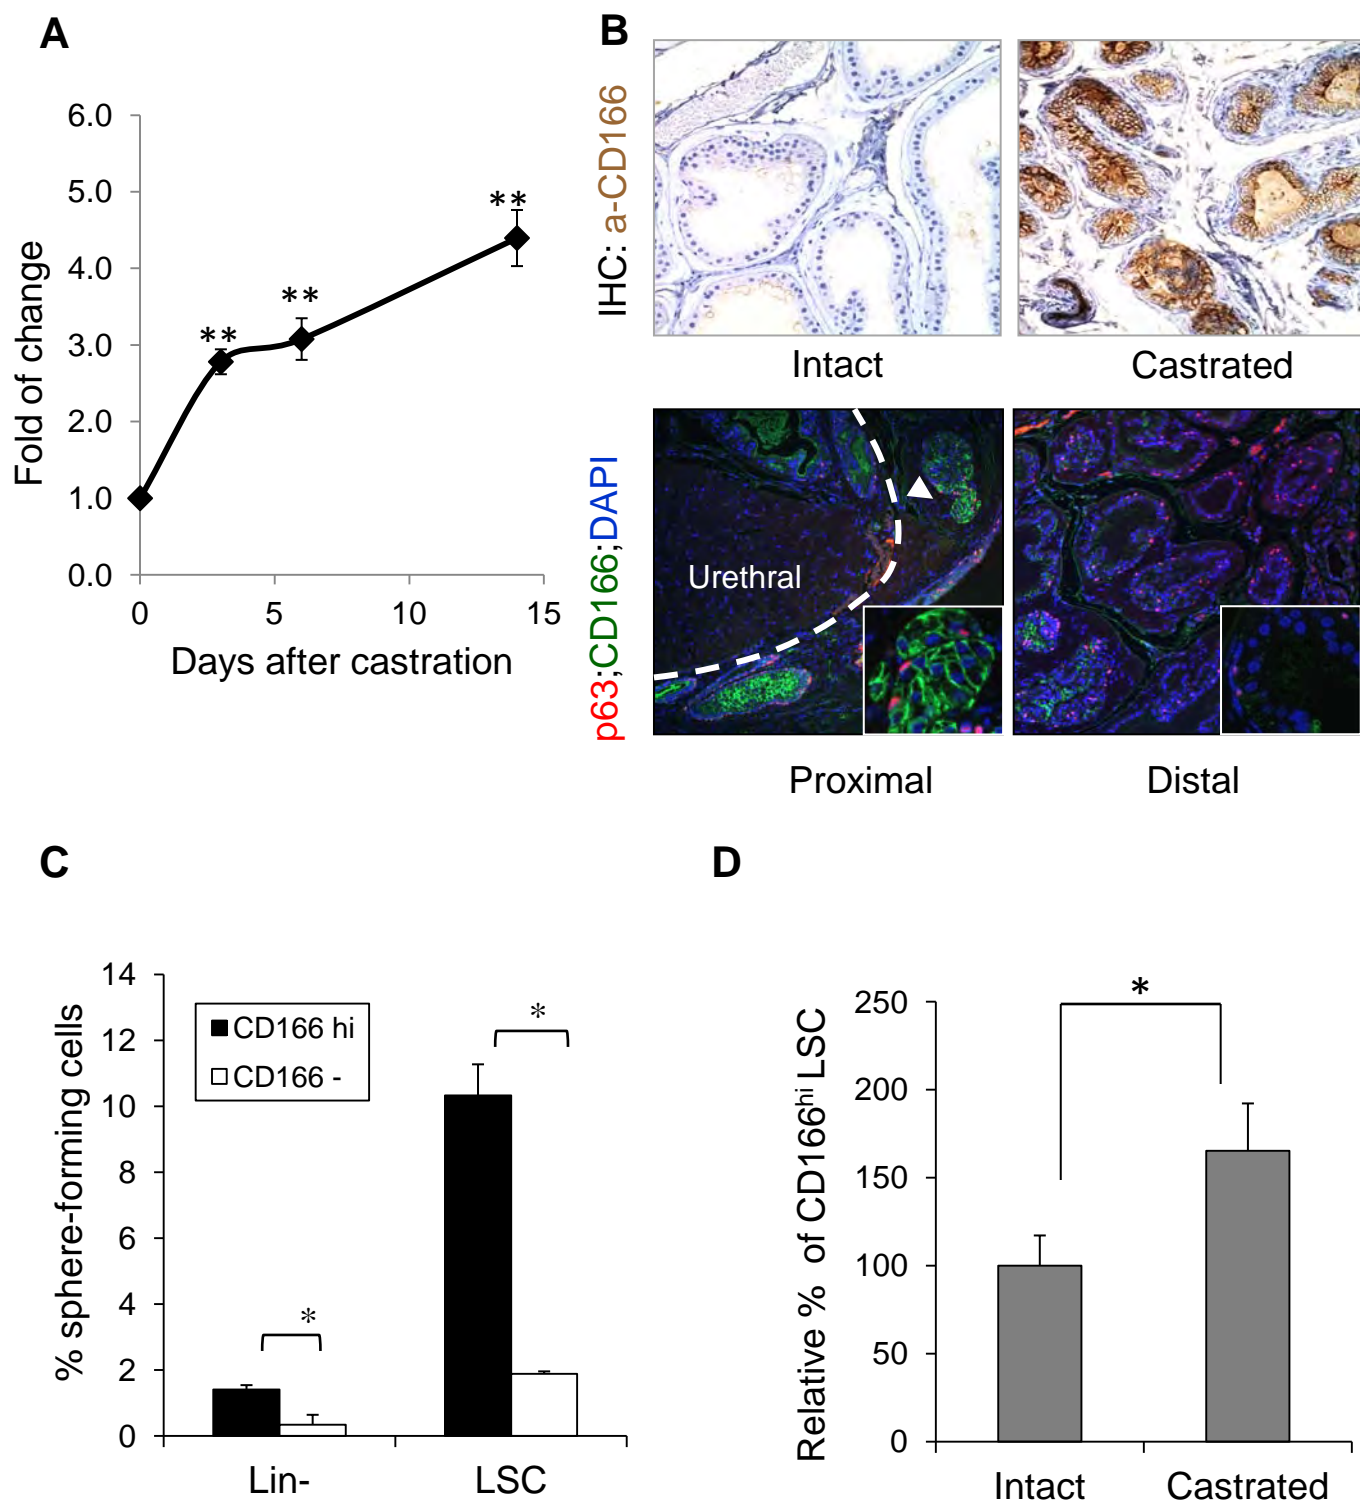 A
6.0
5.0
4.0
3.0
2.0
1.0
0.0
**
**
**
0
5
10
15
Fold of change
Days after castration
B
IHC: a-CD166
Intact
Castrated
p63;CD166;DAPI
Urethral
Proximal
Distal
C
14
12
10
8
6
4
2
0
% sphere-forming cells
CD166 hi
CD166 -
*
*
Lin-
LSC
D
250
200
150
100
50
0
Relative % of CD166hi LSC
*
Intact
Castrated